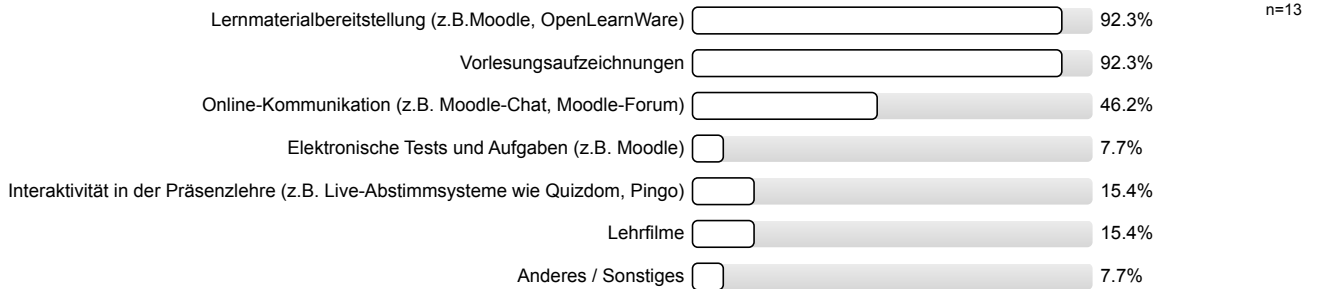 Lernmaterialbereitstellung (z.B.Moodle, OpenLearnWare) 92.3% n=13
Vorlesungsaufzeichnungen 92.3%
Online-Kommunikation (z.B. Moodle-Chat, Moodle-Forum) 46.2%
Elektronische Tests und Aufgaben (z.B. Moodle) 7.7%
Interaktivität in der Präsenzlehre (z.B. Live-Abstimmsysteme wie Quizdom, Pingo) 15.4%
Lehrfilme 15.4%
Anderes / Sonstiges 7.7%